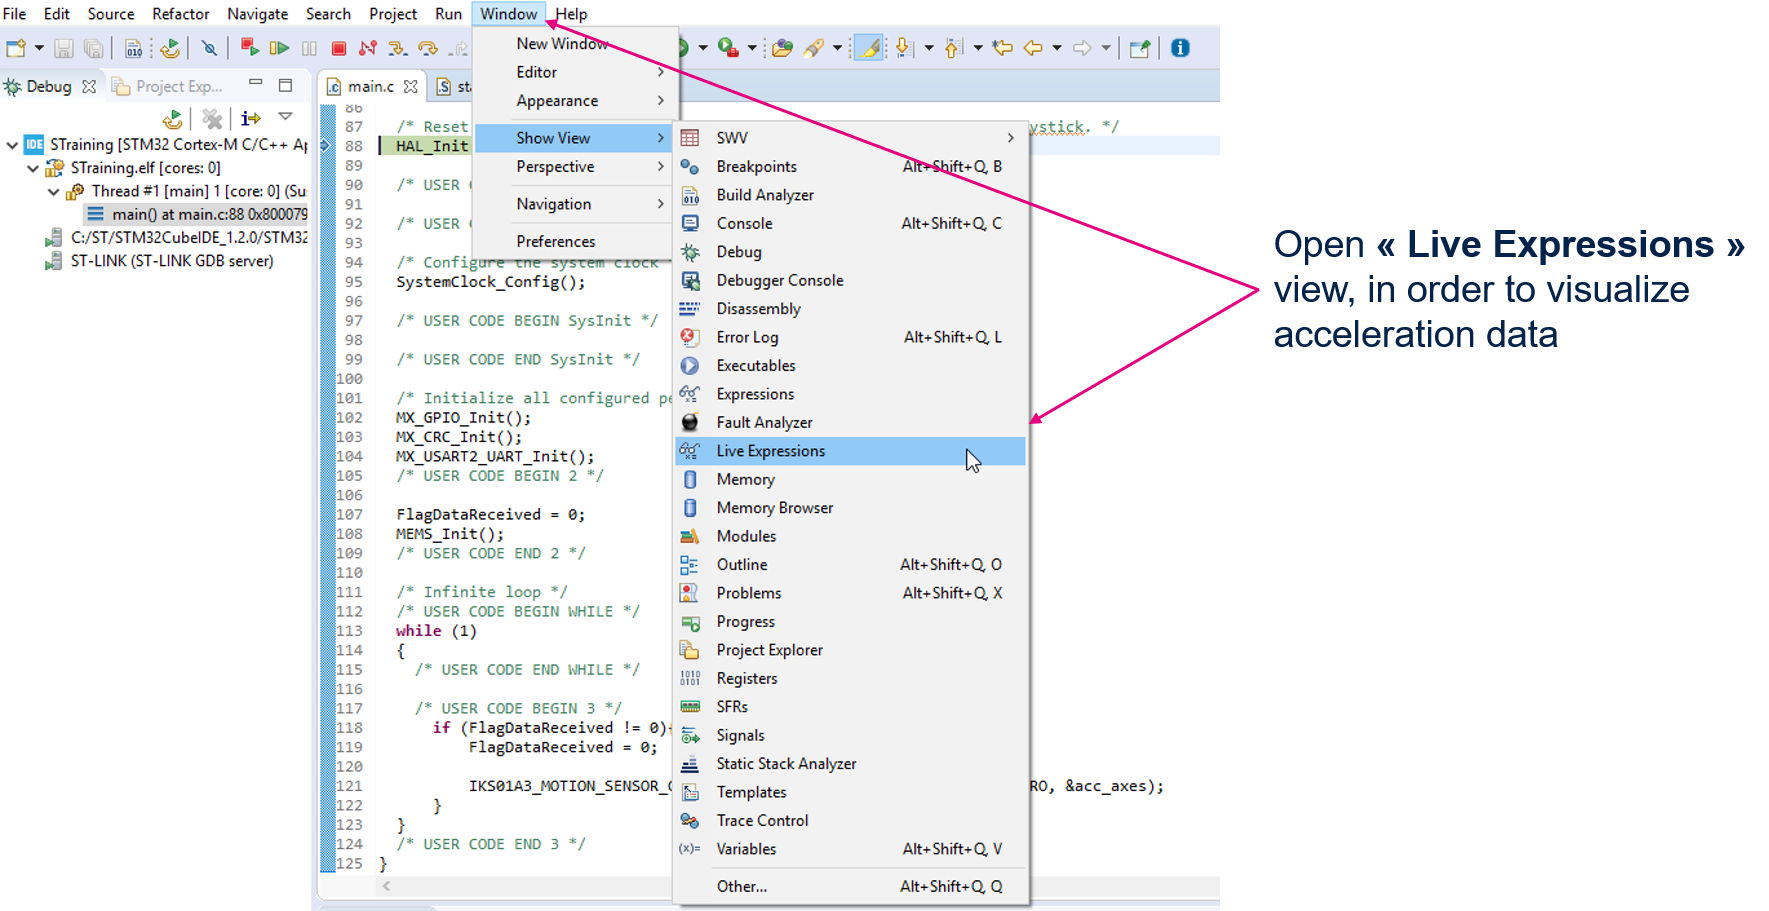 File Edit Source Refactor Navigate Search Project Run Window Help
Debug Project Exp...
STraining [STM32 Cortex-M C/C++ Ap
STraining.elf [cores: 0]
Thread #1 [main] 1 [core: 0] (Su
main() at main.c:88 0x800079
C:/ST/STM32CubeIDE_1.2.0/STM32
ST-LINK (ST-LINK GDB server)
main.c
86
87 /* Reset ystick. */
88 HAL_Init
89
90 /* USER
91
92 /* USER
93
94 /* Configure the system clock
95 SystemClock_Config();
96
97 /* USER CODE BEGIN SysInit */
98
99 /* USER CODE END SysInit */
100
101 /* Initialize all configured pe
102 MX_GPIO_Init();
103 MX_CRC_Init();
104 MX_USART2_UART_Init();
105 /* USER CODE BEGIN 2 */
106
107 FlagDataReceived = 0;
108 MEMS_Init();
109 /* USER CODE END 2 */
110
111 /* Infinite loop */
112 /* USER CODE BEGIN WHILE */
113 while (1)
114 {
115 /* USER CODE END WHILE */
116
117 /* USER CODE BEGIN 3 */
118 if (FlagDataReceived != 0)
119 FlagDataReceived = 0;
120
121 IKS01A3_MOTION_SENSOR_ RO, &acc_axes);
122 }
123 }
124 /* USER CODE END 3 */
125 }
New Window
Editor
Appearance
Show View
Perspective
Navigation
Preferences
SWV
Breakpoints Alt+Shift+Q, B
Build Analyzer
Console Alt+Shift+Q, C
Debug
Debugger Console
Disassembly
Error Log Alt+Shift+Q, L
Executables
Expressions
Fault Analyzer
Live Expressions
Memory
Memory Browser
Modules
Outline Alt+Shift+Q, O
Problems Alt+Shift+Q, X
Progress
Project Explorer
Registers
SFRs
Signals
Static Stack Analyzer
Templates
Trace Control
Variables Alt+Shift+Q, V
Other... Alt+Shift+Q, Q
Open « Live Expressions »
view, in order to visualize
acceleration data